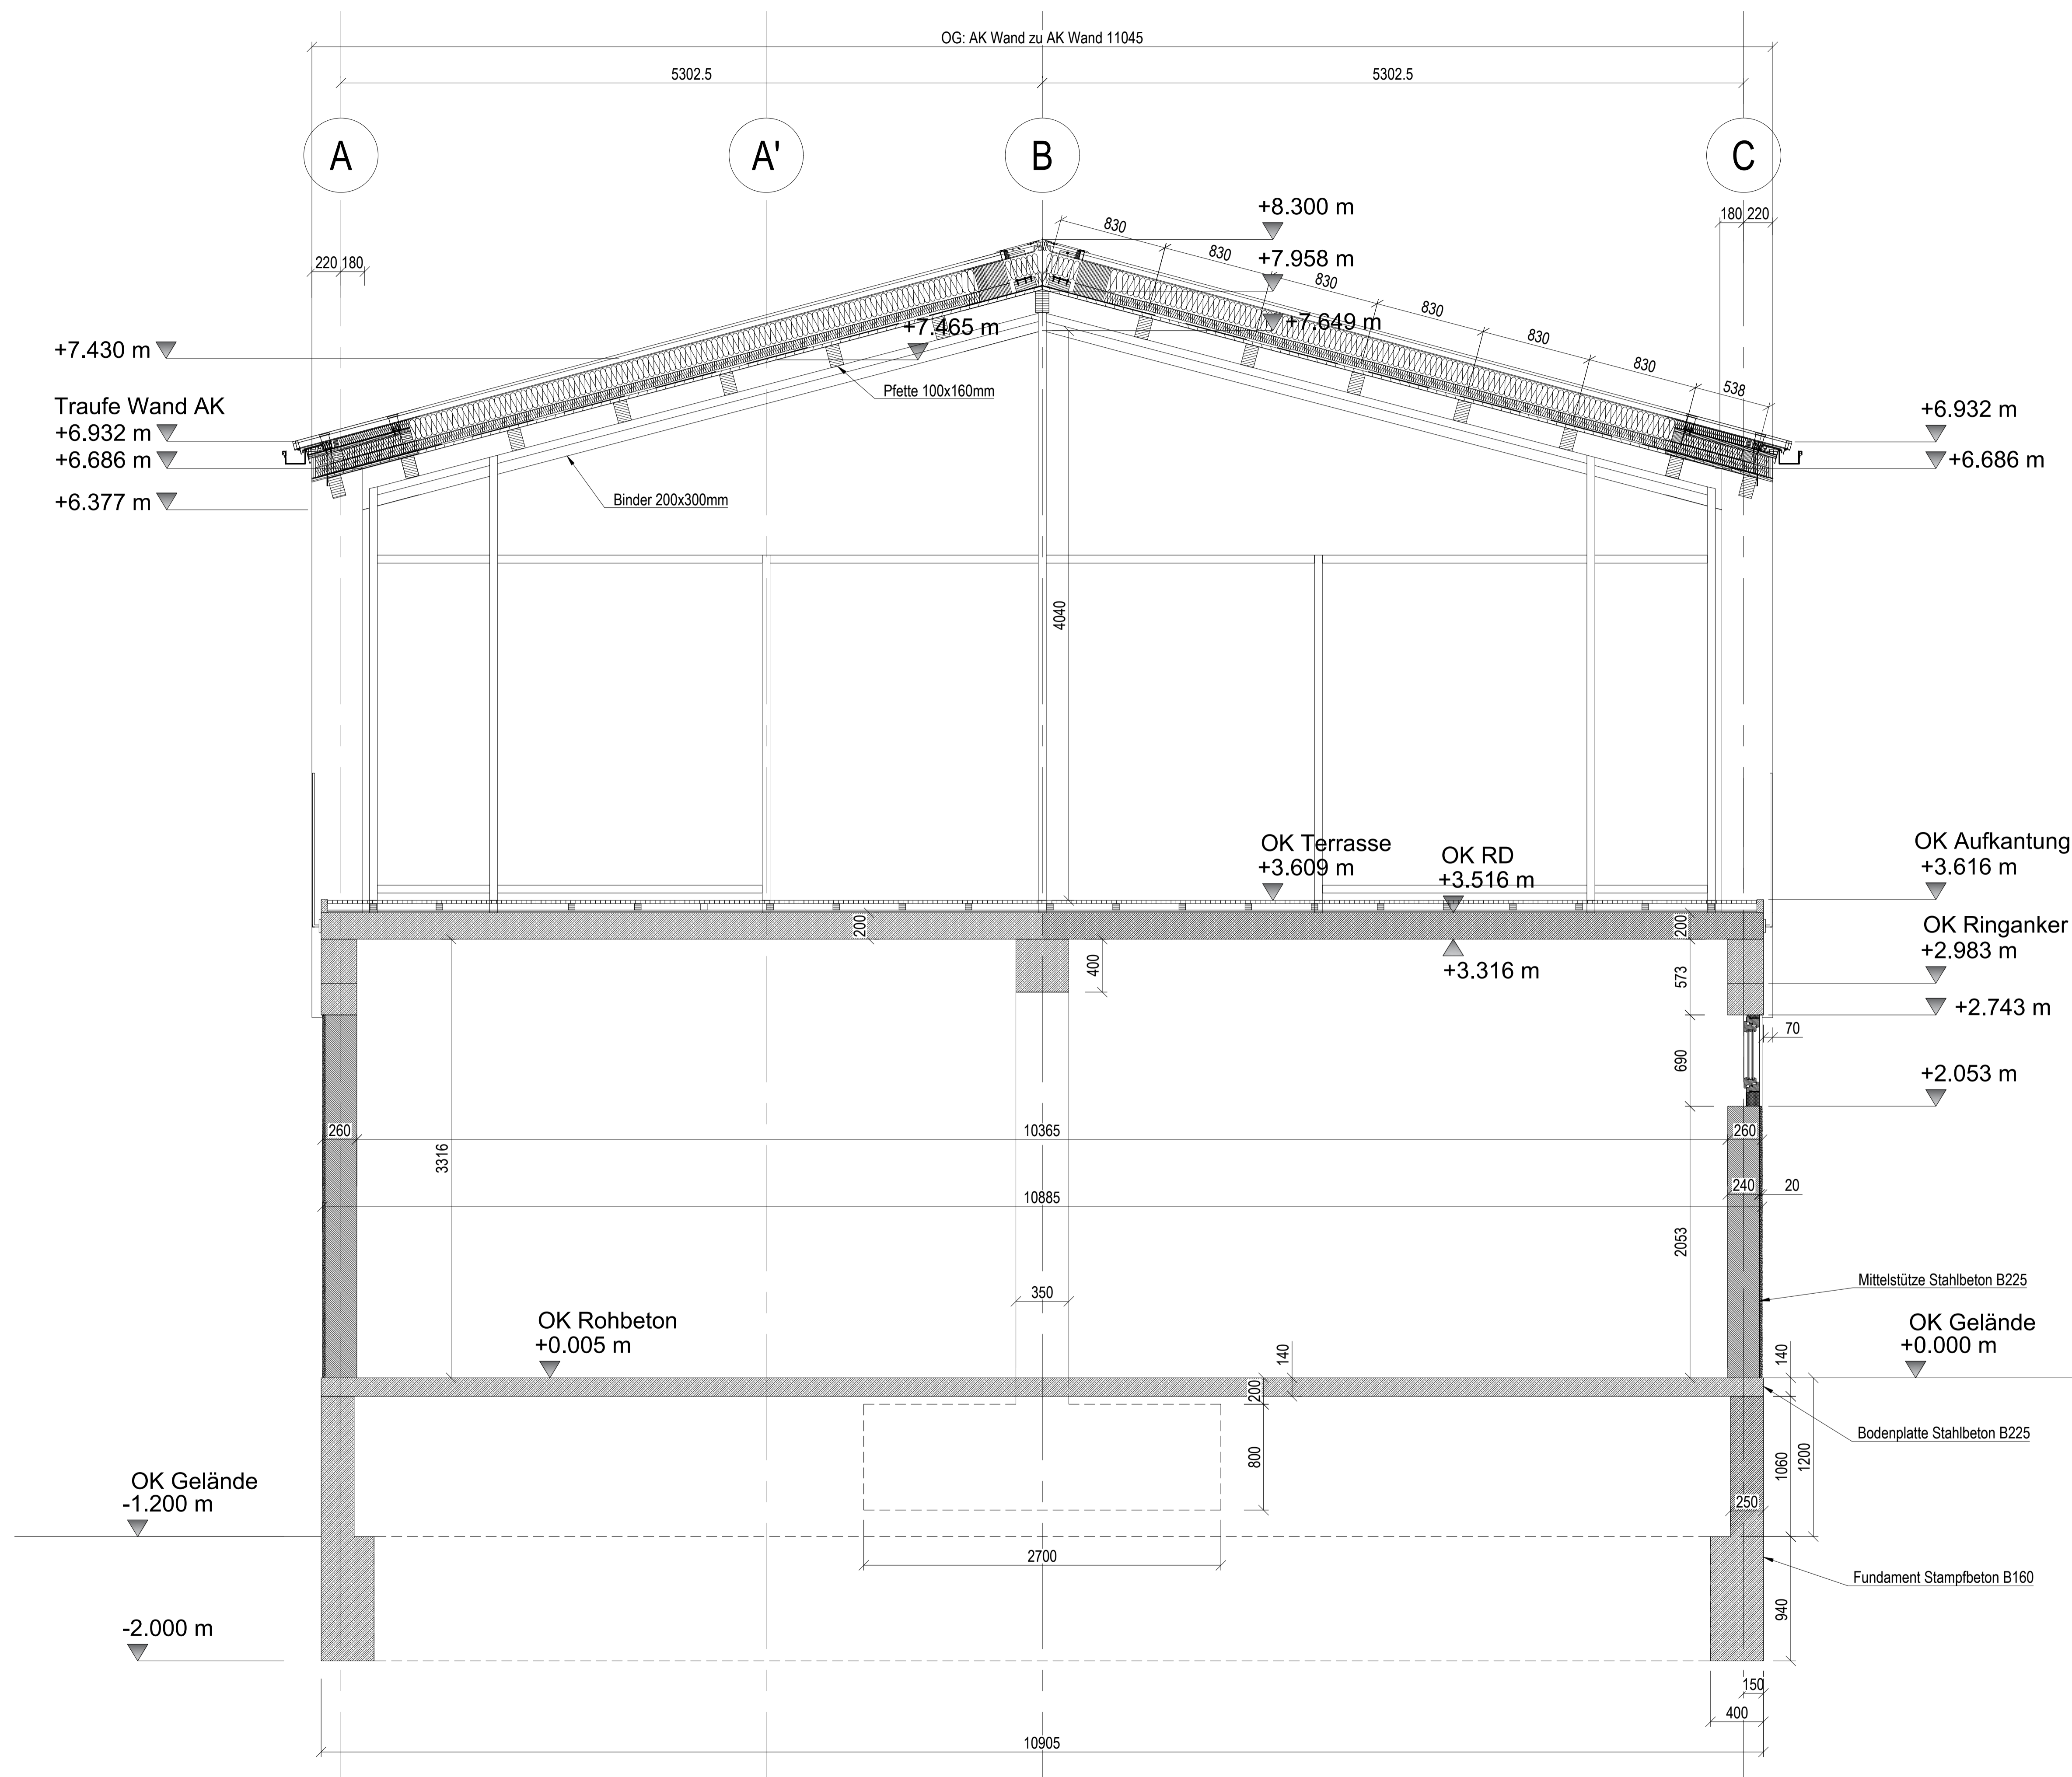 OG: AK Wand zu AK Wand 11045
5302.5
5302.5
A
A'
B
C
+8.300 m
830
180
220
+7.958 m
830
220
180
830
+7.649 m
+7.465 m
830
+7.430 m
830
830
Pfette 100x160mm
538
Traufe Wand AK
+6.932 m
+6.932 m
+6.686 m
+6.686 m
+6.377 m
Binder 200x300mm
4040
OK Terrasse
+3.609 m
OK RD
+3.516 m
OK Aufkantung
+3.616 m
200
200
OK Ringanker
+2.983 m
400
+3.316 m
573
+2.743 m
70
690
+2.053 m
260
10365
260
3316
240
20
10885
2053
Mittelstütze Stahlbeton B225
350
OK Rohbeton
+0.005 m
OK Gelände
+0.000 m
140
140
200
Bodenplatte Stahlbeton B225
800
1060
1200
OK Gelände
-1.200 m
250
2700
Fundament Stampfbeton B160
940
-2.000 m
150
400
10905